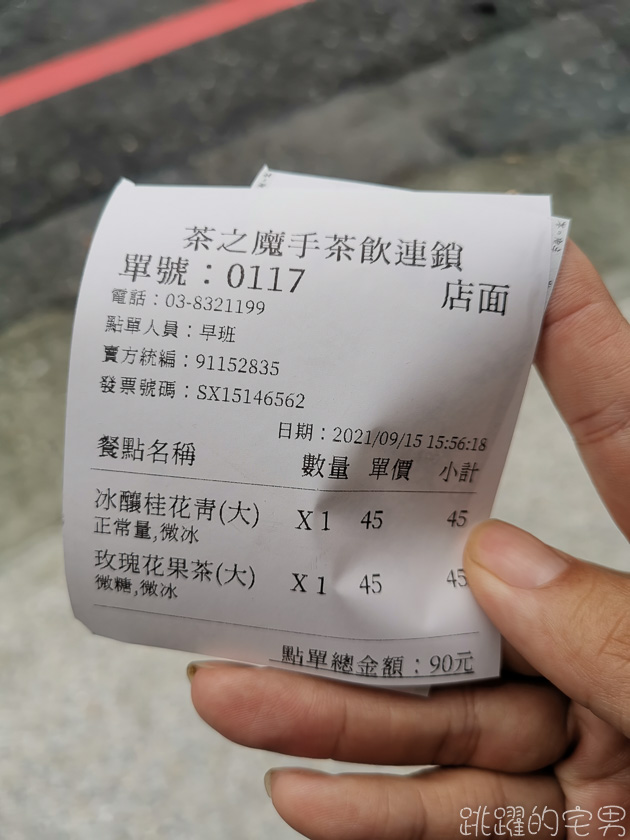 茶之魔手茶飲連鎖
單號：0117
店面
電話：03-8321199
點單人員：早班
賣方統編：91152835
發票號碼：SX15146562
日期：2021/09/15 15:56:18
餐點名稱 數量 單價 小計
冰釀桂花青(大) X 1 45 45
正常量,微冰
玫瑰花果茶(大) X 1 45 45
微糖,微冰
點單總金額：90元
跳躍的宅男